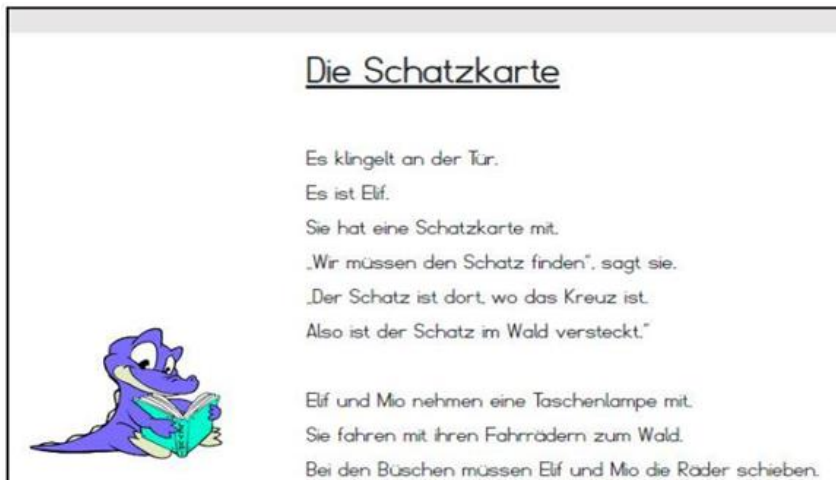 Die Schatzkarte
Es klingelt an der Tür.
Es ist Elif.
Sie hat eine Schatzkarte mit.
„Wir müssen den Schatz finden“, sagt sie.
„Der Schatz ist dort, wo das Kreuz ist.
Also ist der Schatz im Wald versteckt.“
Elif und Mio nehmen eine Taschenlampe mit.
Sie fahren mit ihren Fahrrädern zum Wald.
Bei den Büschen müssen Elif und Mio die Räder schieben.